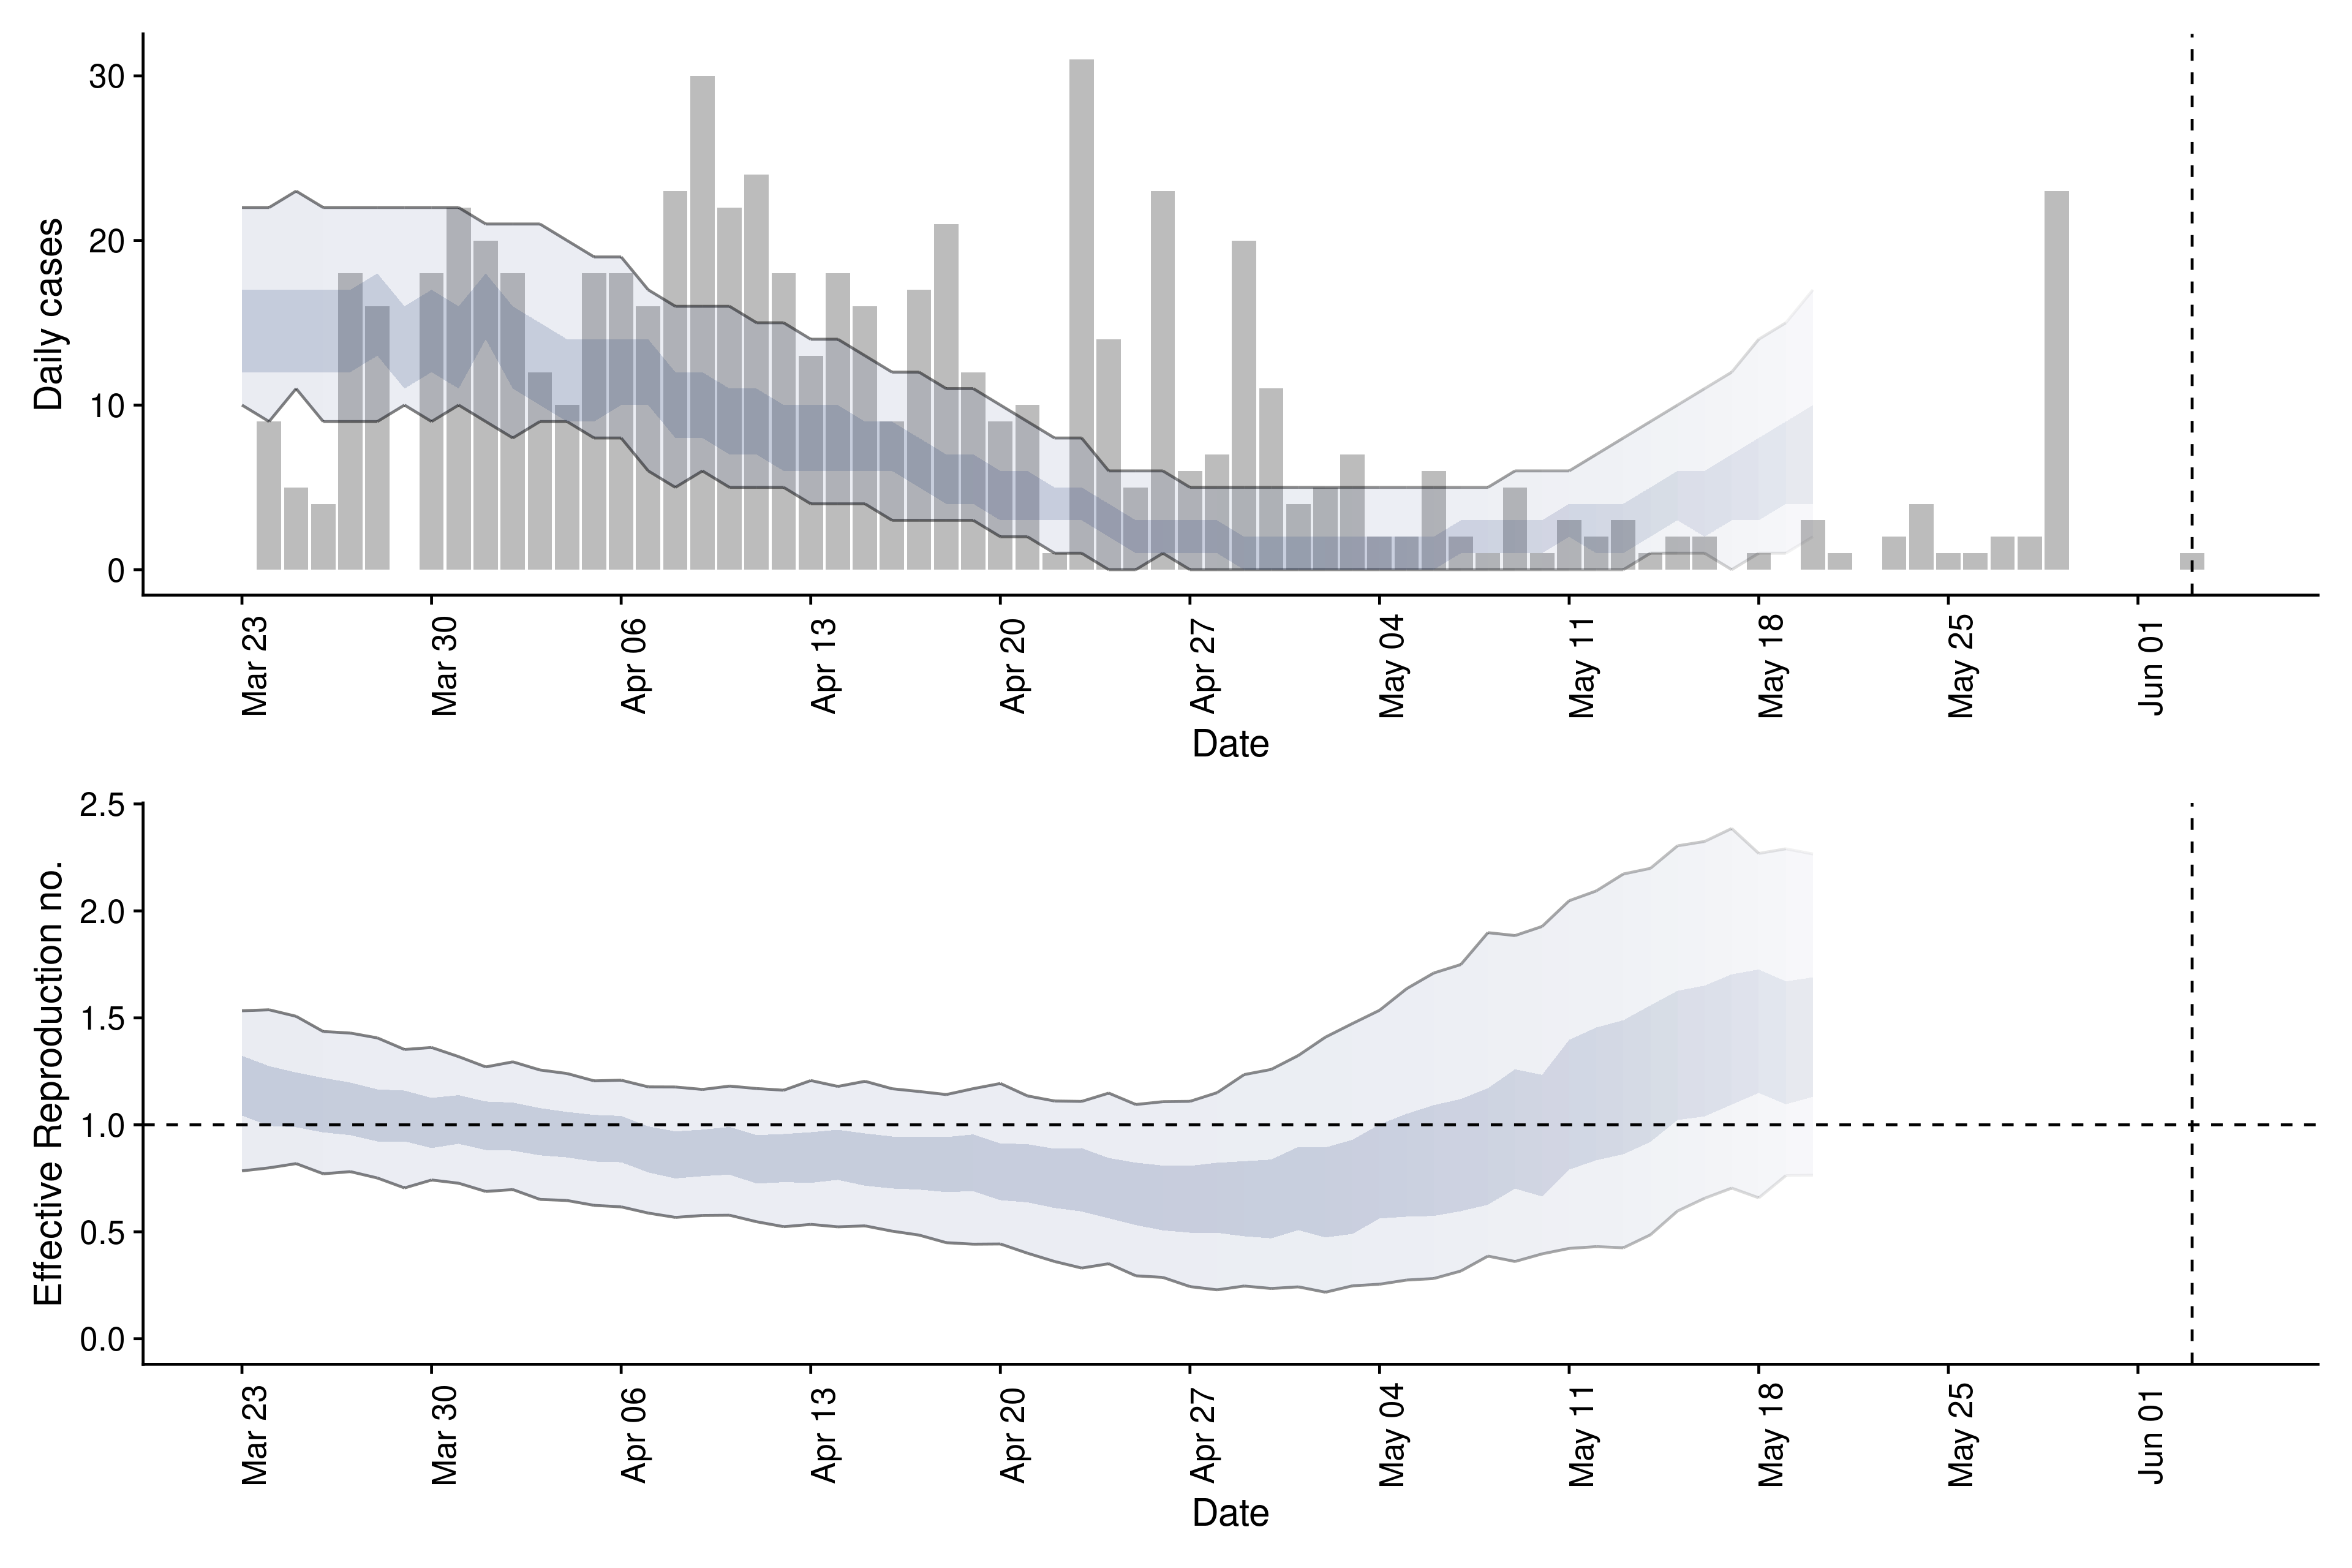 Daily cases
30
20
10
0
Mar 23
Mar 30
Apr 06
Apr 13
Apr 20
Apr 27
May 04
May 11
May 18
May 25
Jun 01
Date
Effective Reproduction no.
2.5
2.0
1.5
1.0
0.5
0.0
Mar 23
Mar 30
Apr 06
Apr 13
Apr 20
Apr 27
May 04
May 11
May 18
May 25
Jun 01
Date